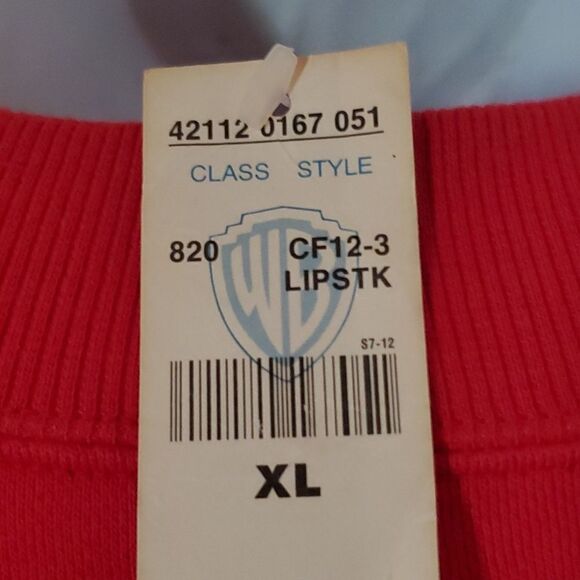 42112 0167 051
CLASS STYLE
820 CF12-3
LIPSTK
WB
S7-12
XL